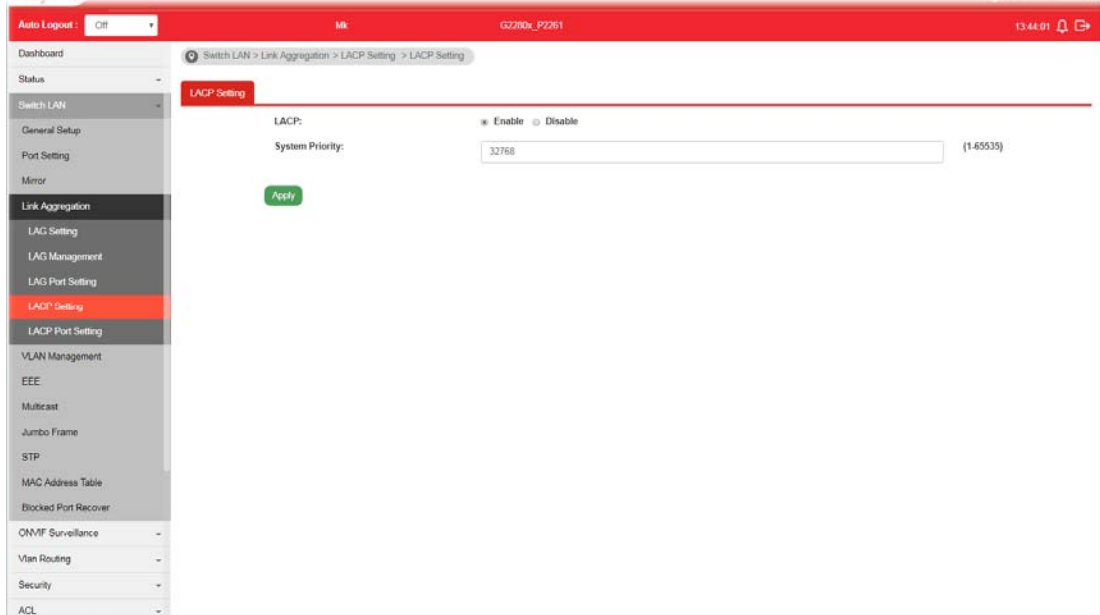 Auto Logout : Off Mk G2280x_P2261 13:44:01
Dashboard
Switch LAN > Link Aggregation > LACP Setting > LACP Setting
Status
LACP Setting
Switch LAN
LACP: Enable Disable
General Setup
System Priority: 32768 (1-65535)
Port Setting
Mirror
Apply
Link Aggregation
LAG Setting
LAG Management
LAG Port Setting
LACP Setting
LACP Port Setting
VLAN Management
EEE
Multicast
Jumbo Frame
STP
MAC Address Table
Blocked Port Recover
ONVIF Surveillance
Vlan Routing
Security
ACL